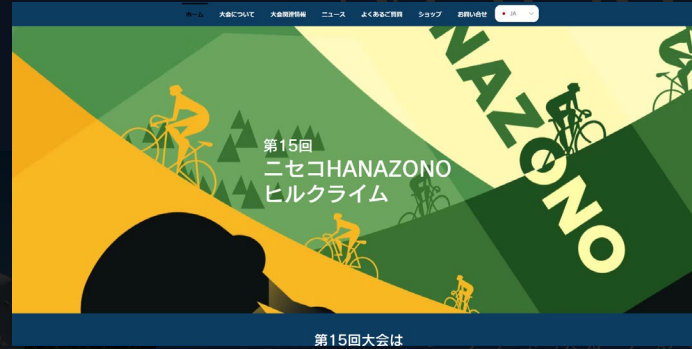 ホーム 大会について 大会関連情報 ニュース よくあるご質問 ショップ お問い合せ JA
NAZONO
第15回
ニセコHANAZONO
ヒルクライム
第15回大会は